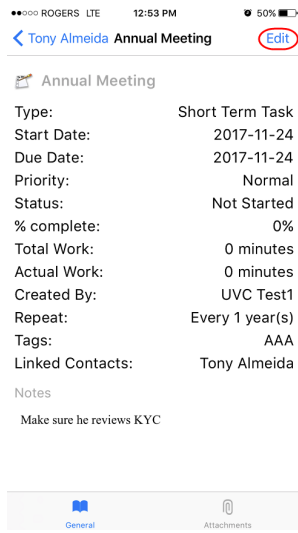 ROGERS LTE 12:53 PM 50%
Tony Almeida Annual Meeting Edit
Annual Meeting
Type: Short Term Task
Start Date: 2017-11-24
Due Date: 2017-11-24
Priority: Normal
Status: Not Started
% complete: 0%
Total Work: 0 minutes
Actual Work: 0 minutes
Created By: UVC Test1
Repeat: Every 1 year(s)
Tags: AAA
Linked Contacts: Tony Almeida
Notes
Make sure he reviews KYC
General Attachments